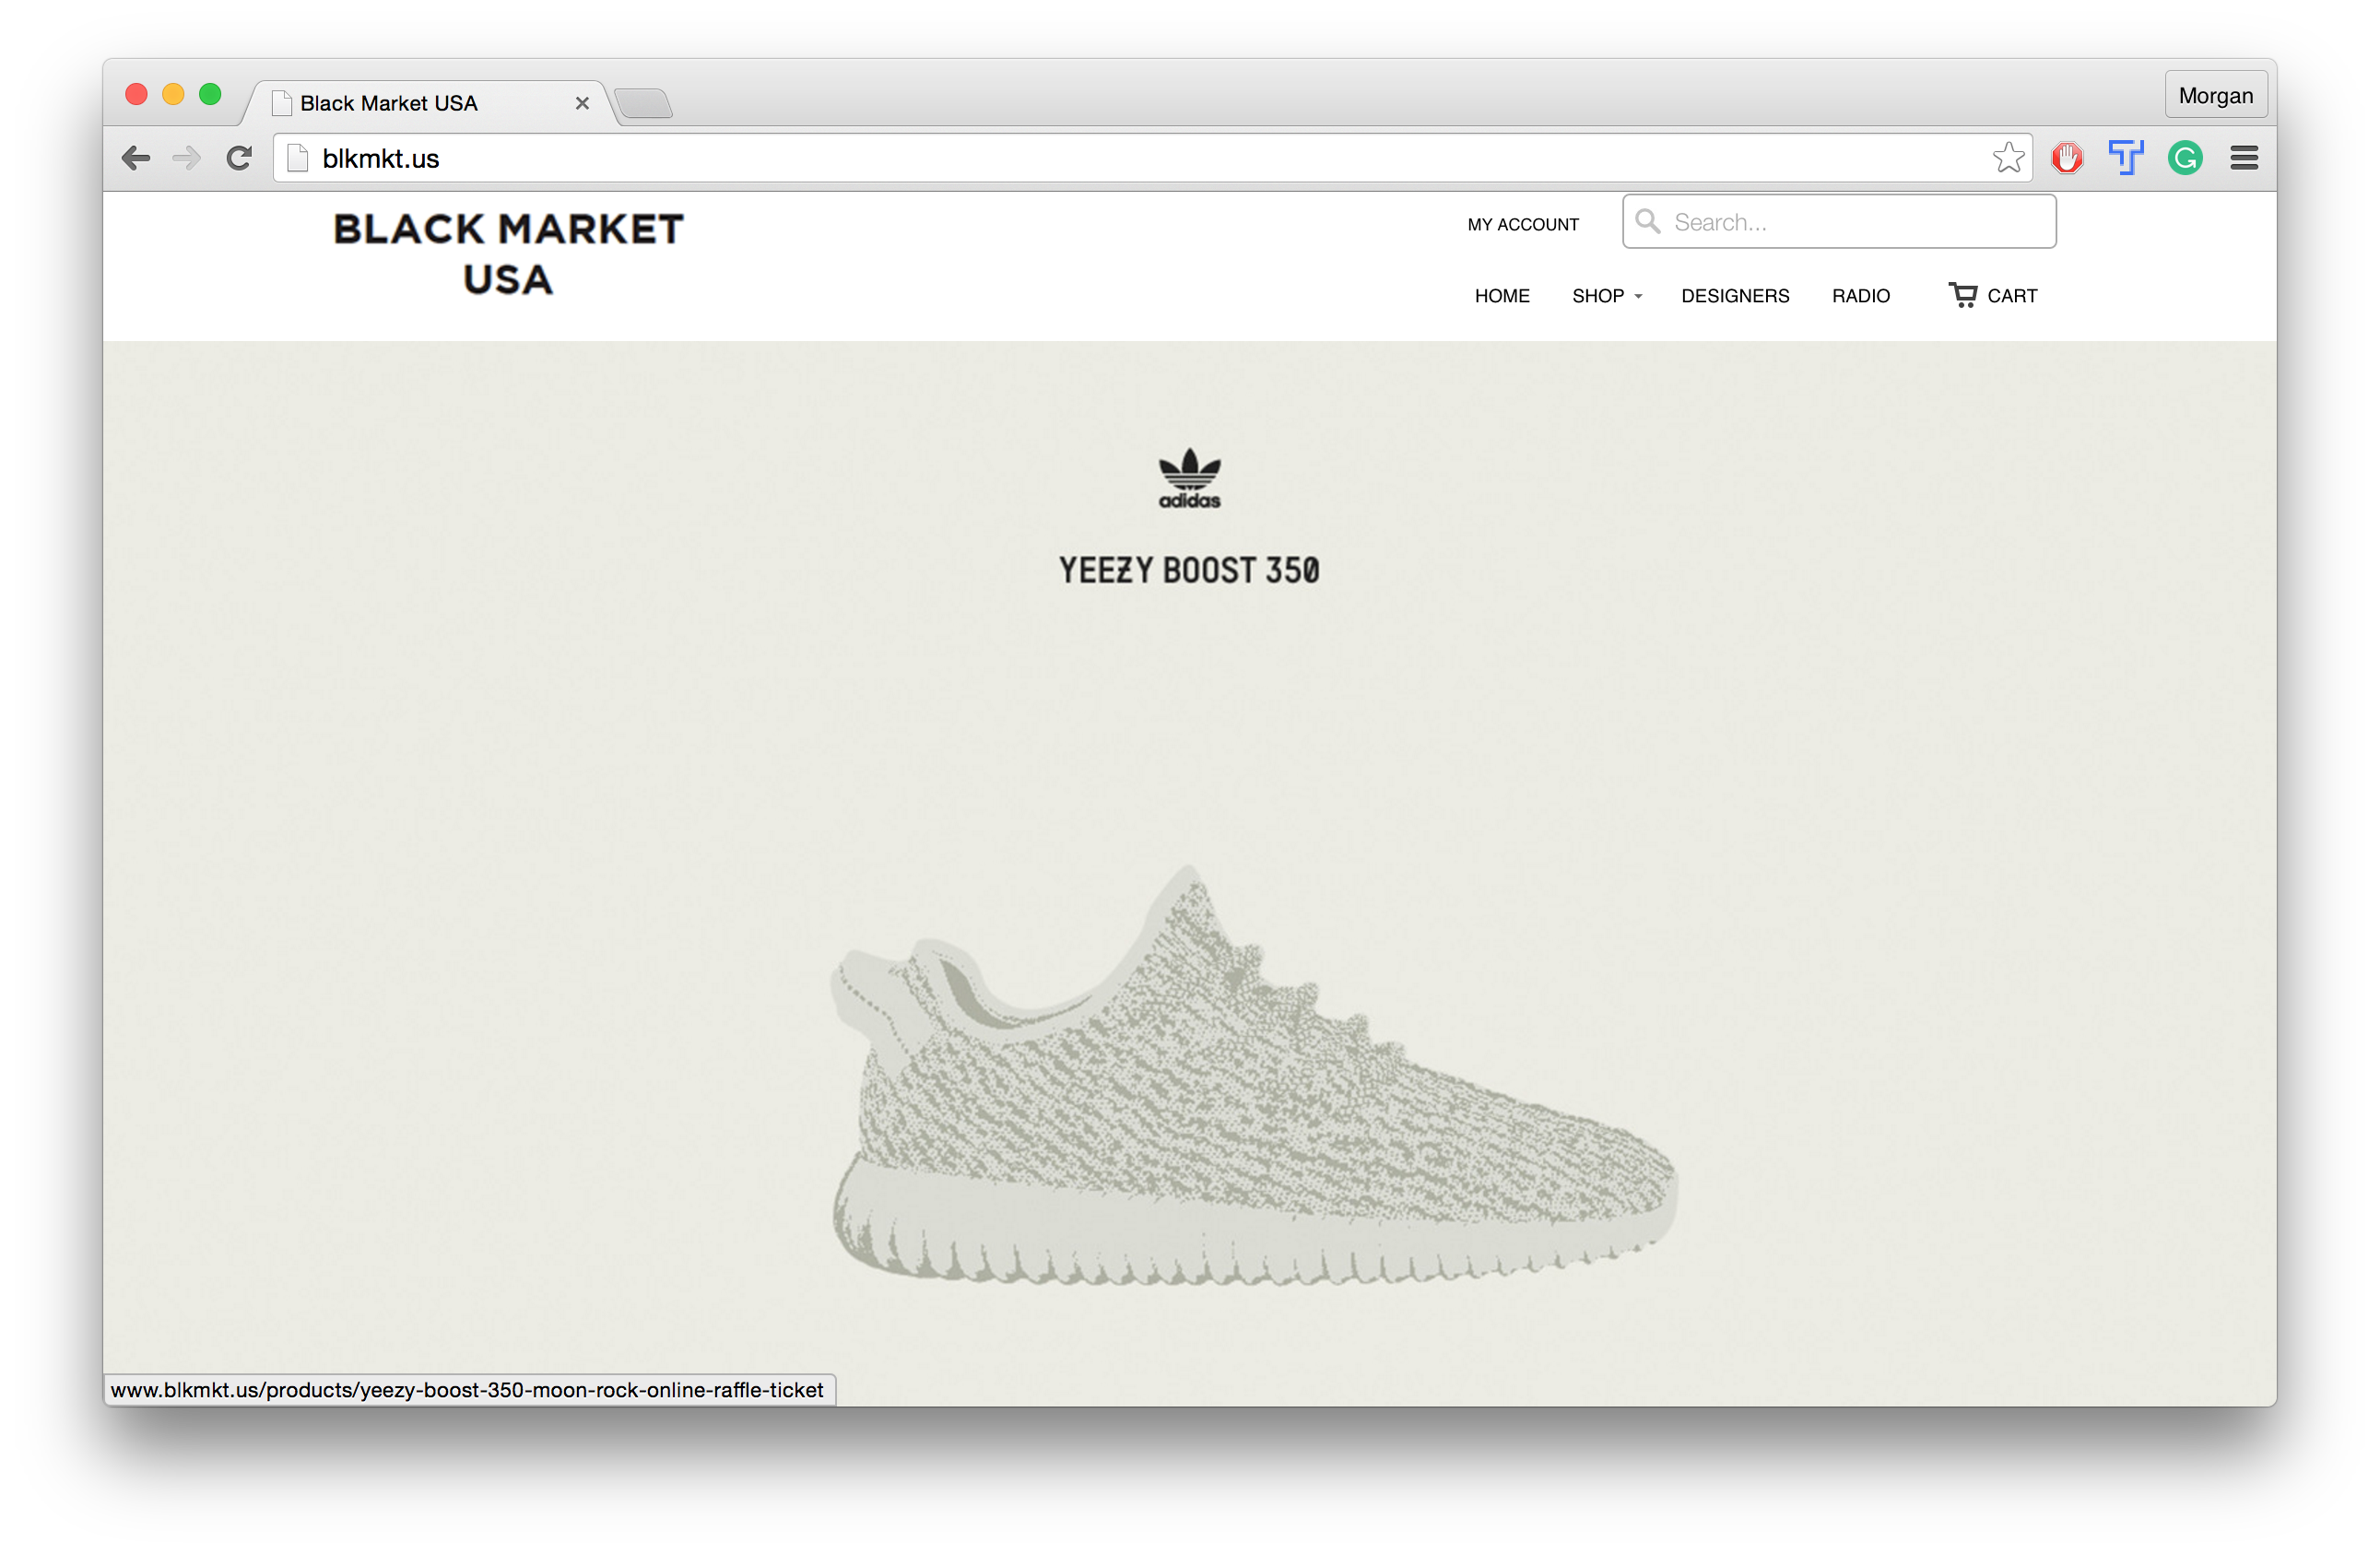 Black Market USA
Morgan
blkmkt.us
BLACK MARKET
USA
MY ACCOUNT
Search...
HOME
SHOP
DESIGNERS
RADIO
CART
adidas
YEEZY BOOST 350
www.blkmkt.us/products/yeezy-boost-350-moon-rock-online-raffle-ticket